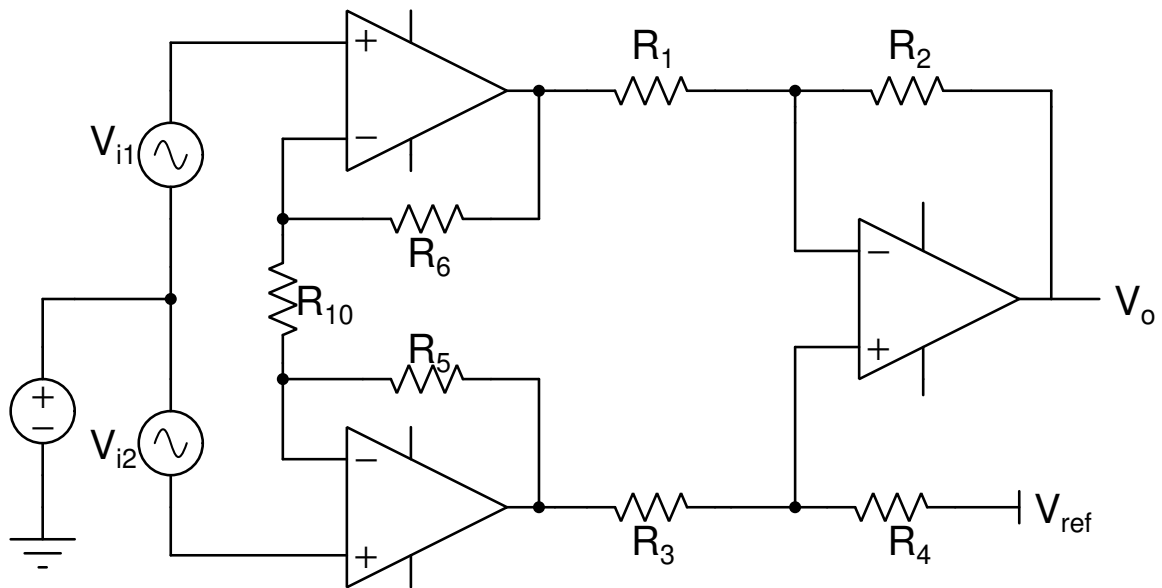 R1
R2
+
Vi1
−
R6
−
R10
Vo
R5
+
+
−
Vi2
−
Vref
+
R3
R4